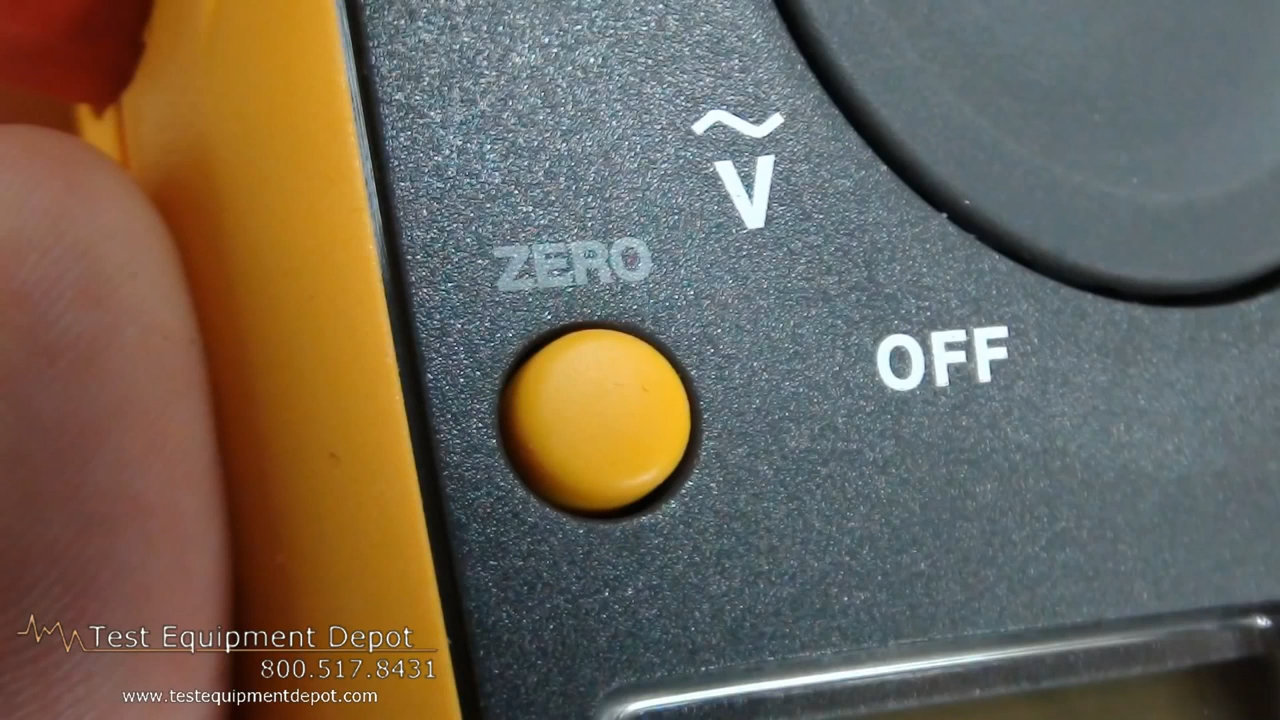 ~
V
ZERO
OFF
Test Equipment Depot
800.517.8431
www.testequipmentdepot.com